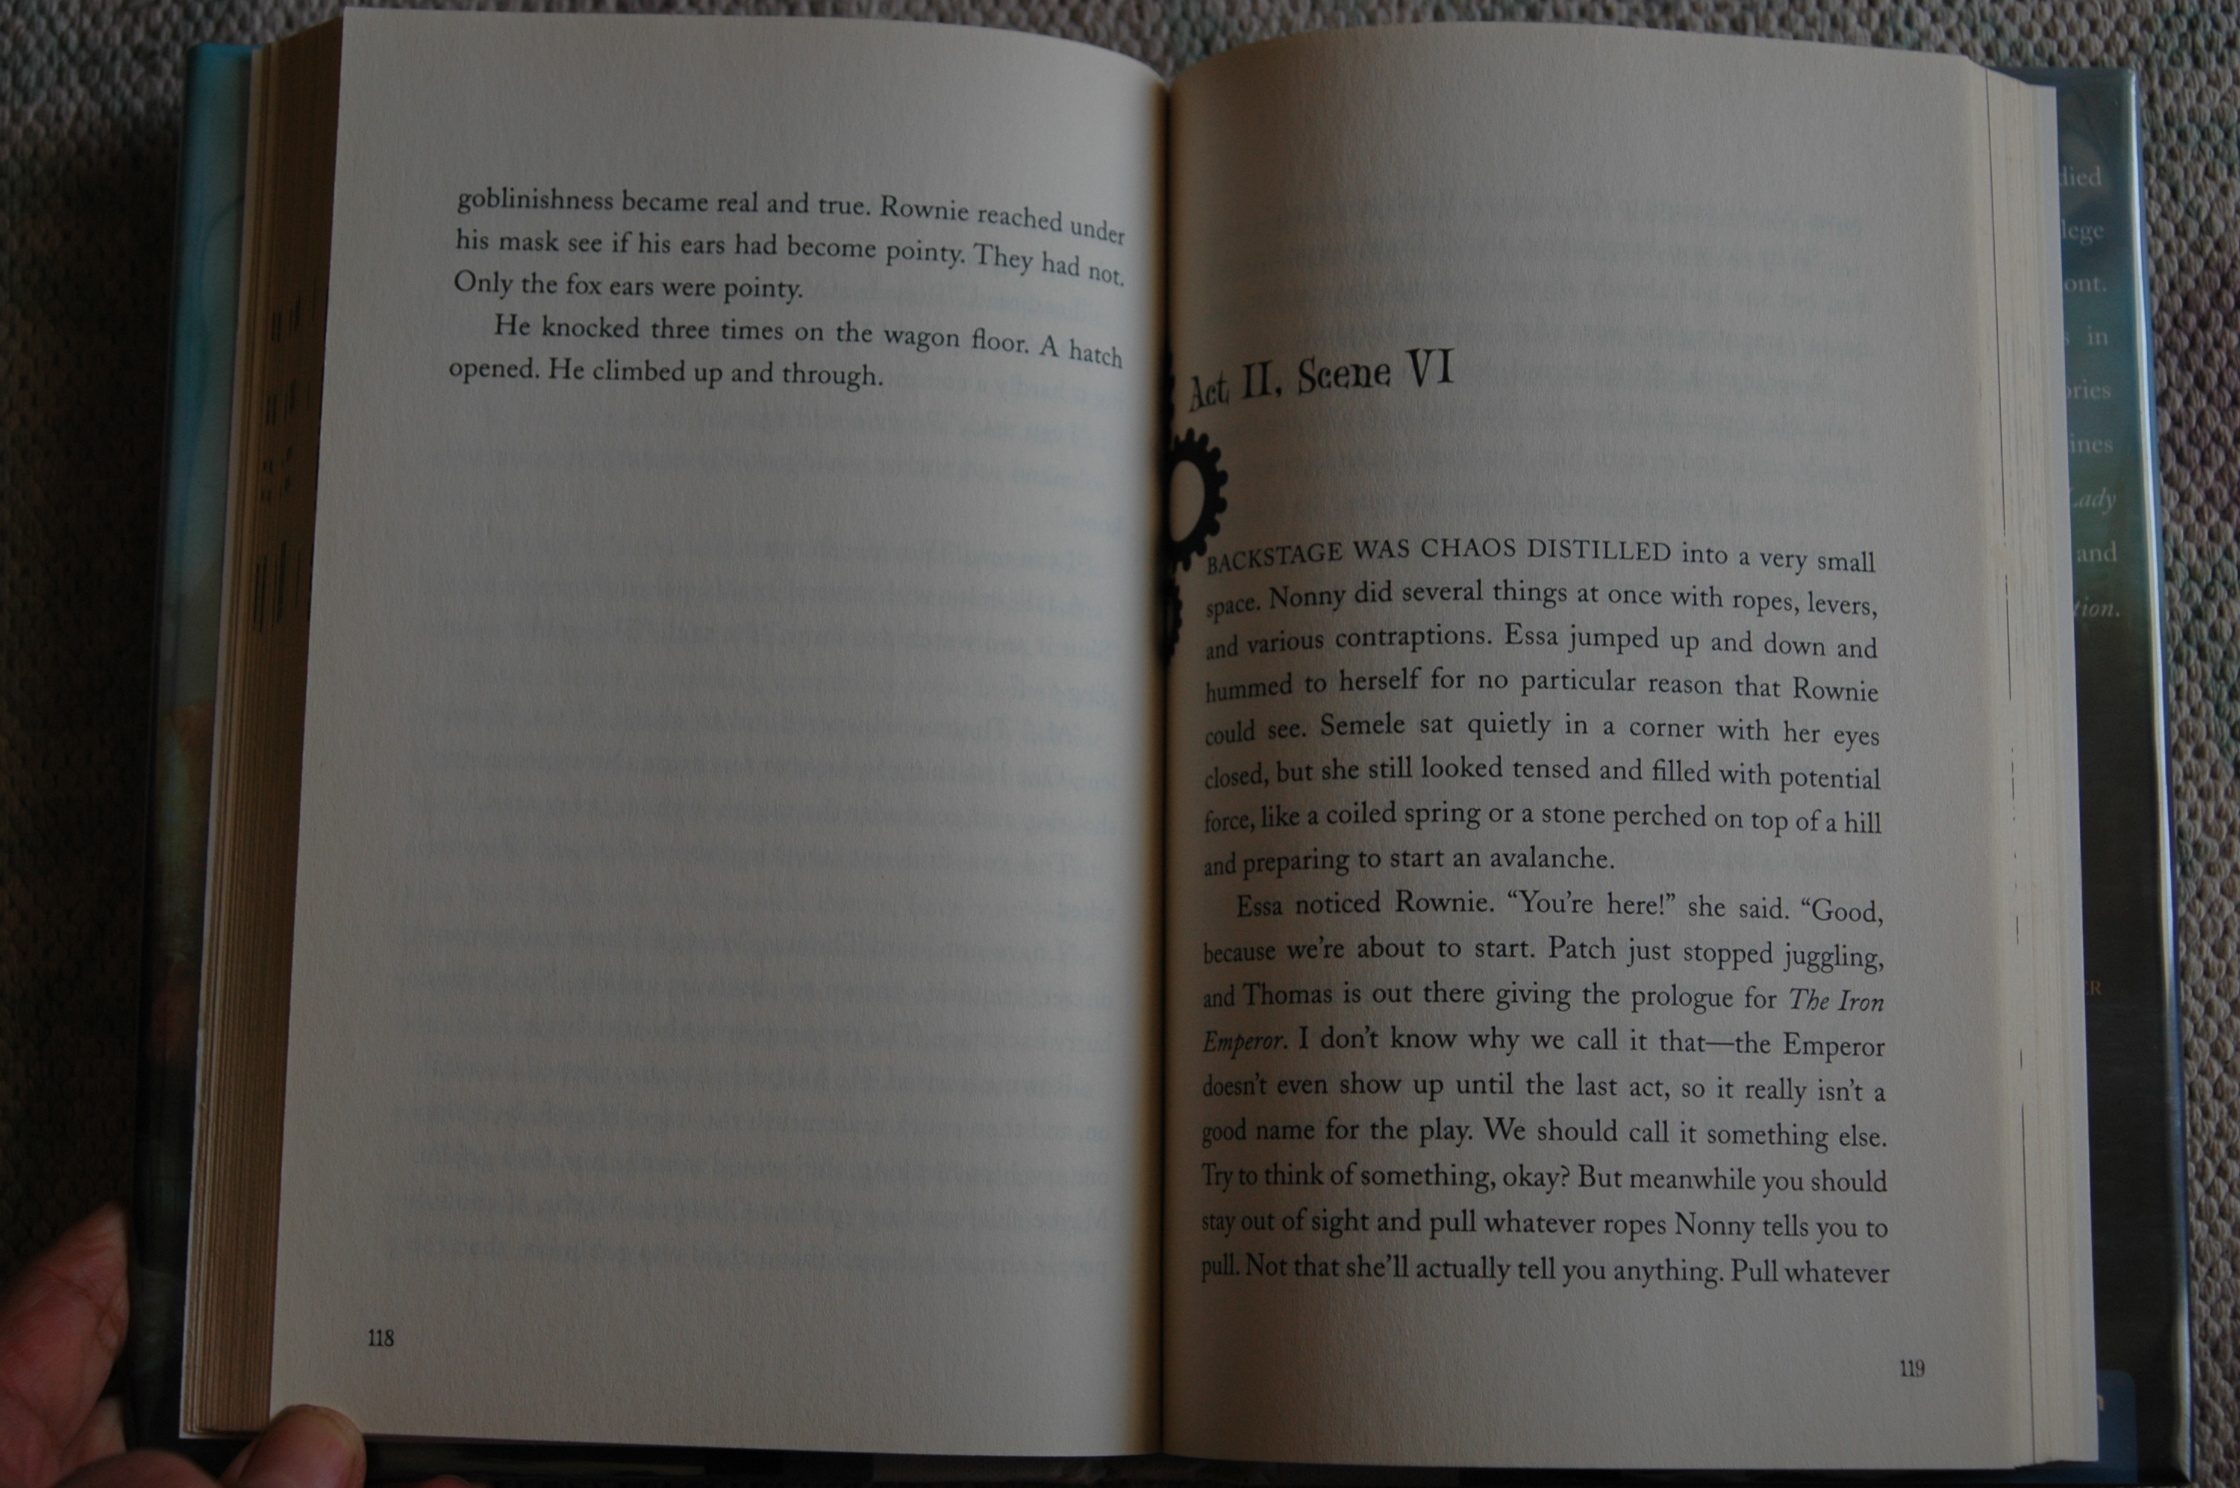 goblinishness became real and true. Rownie reached under
his mask see if his ears had become pointy. They had not.
Only the fox ears were pointy.
He knocked three times on the wagon floor. A hatch
opened. He climbed up and through.
118
Act II, Scene VI
BACKSTAGE WAS CHAOS DISTILLED into a very small
space. Nonny did several things at once with ropes, levers,
and various contraptions. Essa jumped up and down and
hummed to herself for no particular reason that Rownie
could see. Semele sat quietly in a corner with her eyes
closed, but she still looked tensed and filled with potential
force, like a coiled spring or a stone perched on top of a hill
and preparing to start an avalanche.
Essa noticed Rownie. “You’re here!” she said. “Good,
because we’re about to start. Patch just stopped juggling,
and Thomas is out there giving the prologue for The Iron
Emperor. I don’t know why we call it that—the Emperor
doesn’t even show up until the last act, so it really isn’t a
good name for the play. We should call it something else.
Try to think of something, okay? But meanwhile you should
stay out of sight and pull whatever ropes Nonny tells you to
pull. Not that she’ll actually tell you anything. Pull whatever
119
died
lege
ont.
in
ories
ines
Lady
and
tion.
ER